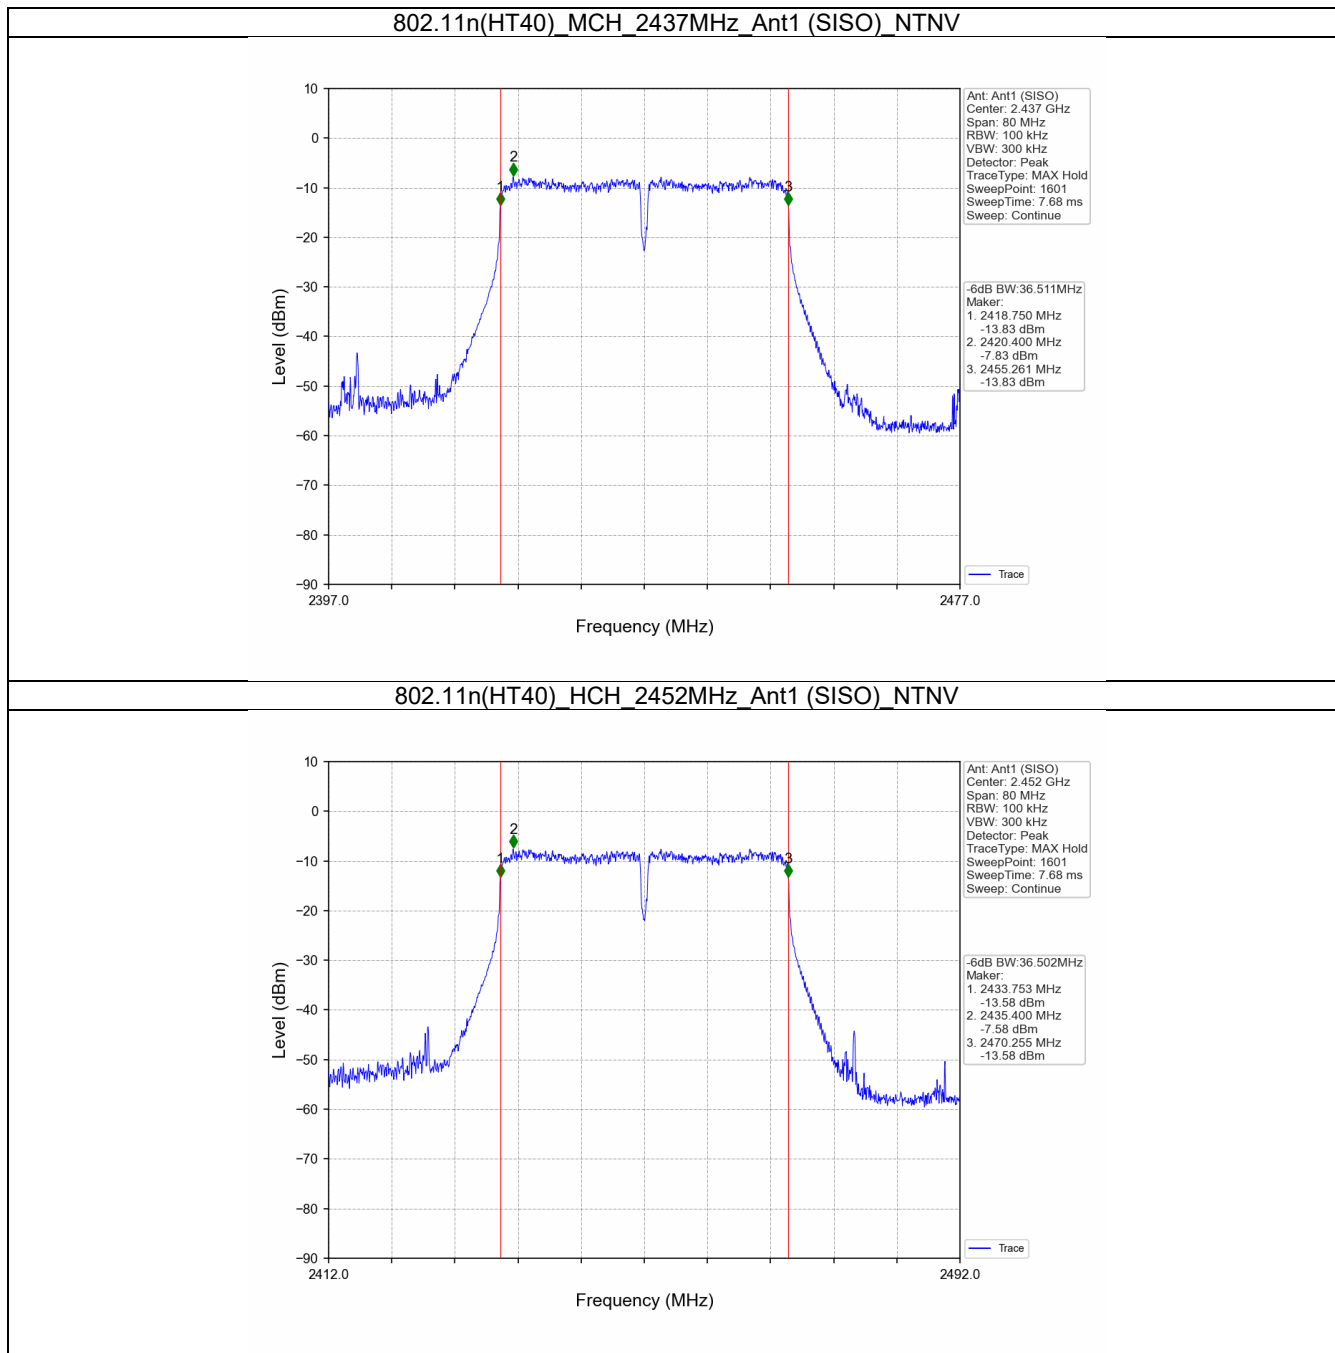 802.11n(HT40)_MCH_2437MHz_Ant1 (SISO)_NTNV
10
0
−10
−20
−30
−40
−50
−60
−70
−80
−90
Level (dBm)
2397.0
2477.0
Frequency (MHz)
1
2
3
Ant: Ant1 (SISO)
Center: 2.437 GHz
Span: 80 MHz
RBW: 100 kHz
VBW: 300 kHz
Detector: Peak
TraceType: MAX Hold
SweepPoint: 1601
SweepTime: 7.68 ms
Sweep: Continue
-6dB BW:36.511MHz
Maker:
1. 2418.750 MHz
-13.83 dBm
2. 2420.400 MHz
-7.83 dBm
3. 2455.261 MHz
-13.83 dBm
Trace
802.11n(HT40)_HCH_2452MHz_Ant1 (SISO)_NTNV
10
0
−10
−20
−30
−40
−50
−60
−70
−80
−90
Level (dBm)
2412.0
2492.0
Frequency (MHz)
1
2
3
Ant: Ant1 (SISO)
Center: 2.452 GHz
Span: 80 MHz
RBW: 100 kHz
VBW: 300 kHz
Detector: Peak
TraceType: MAX Hold
SweepPoint: 1601
SweepTime: 7.68 ms
Sweep: Continue
-6dB BW:36.502MHz
Maker:
1. 2433.753 MHz
-13.58 dBm
2. 2435.400 MHz
-7.58 dBm
3. 2470.255 MHz
-13.58 dBm
Trace